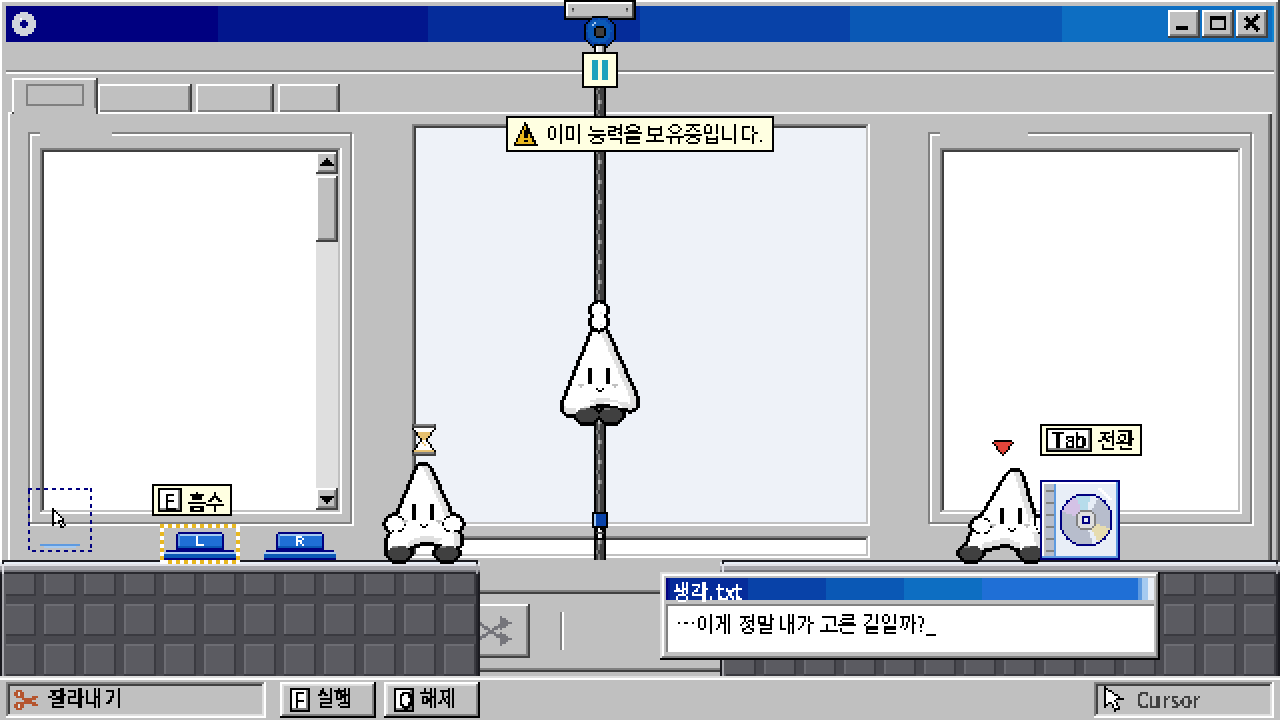 이미 능력을 보유중입니다.
Tab 전환
F 흡수
L
R
생각.txt
…이게 정말 내가 고른 길일까?_
잘라내기
F 실행
Q 해제
Cursor